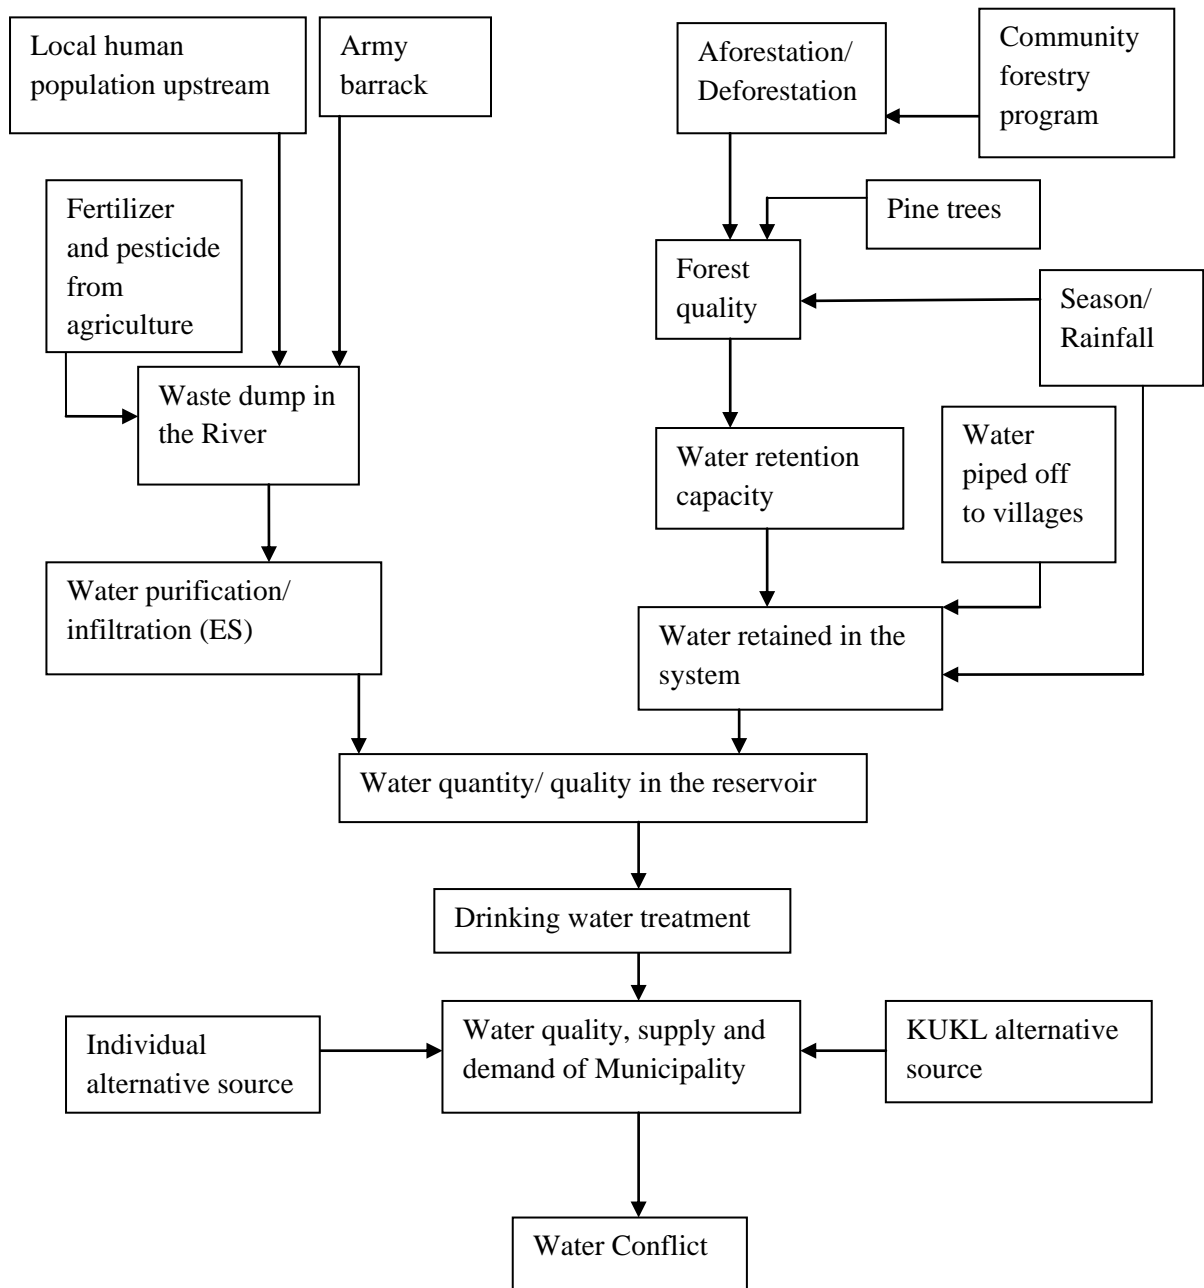 Local human
population upstream
Army
barrack
Aforestation/
Deforestation
Community
forestry
program
Fertilizer
and pesticide
from
agriculture
Pine trees
Forest
quality
Season/
Rainfall
Waste dump in
the River
Water retention
capacity
Water
piped off
to villages
Water purification/
infiltration (ES)
Water retained in the
system
Water quantity/ quality in the reservoir
Drinking water treatment
Individual
alternative source
Water quality, supply and
demand of Municipality
KUKL alternative
source
Water Conflict